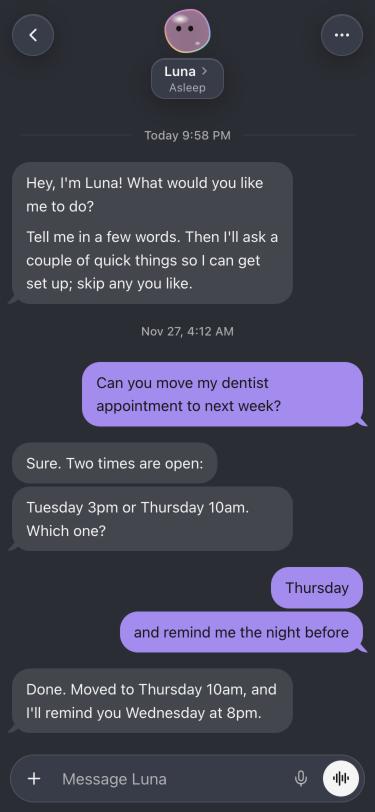 Luna
Asleep
Today 9:58 PM
Hey, I'm Luna! What would you like
me to do?
Tell me in a few words. Then I'll ask a
couple of quick things so I can get
set up; skip any you like.
Nov 27, 4:12 AM
Can you move my dentist
appointment to next week?
Sure. Two times are open:
Tuesday 3pm or Thursday 10am.
Which one?
Thursday
and remind me the night before
Done. Moved to Thursday 10am, and
I'll remind you Wednesday at 8pm.
Message Luna